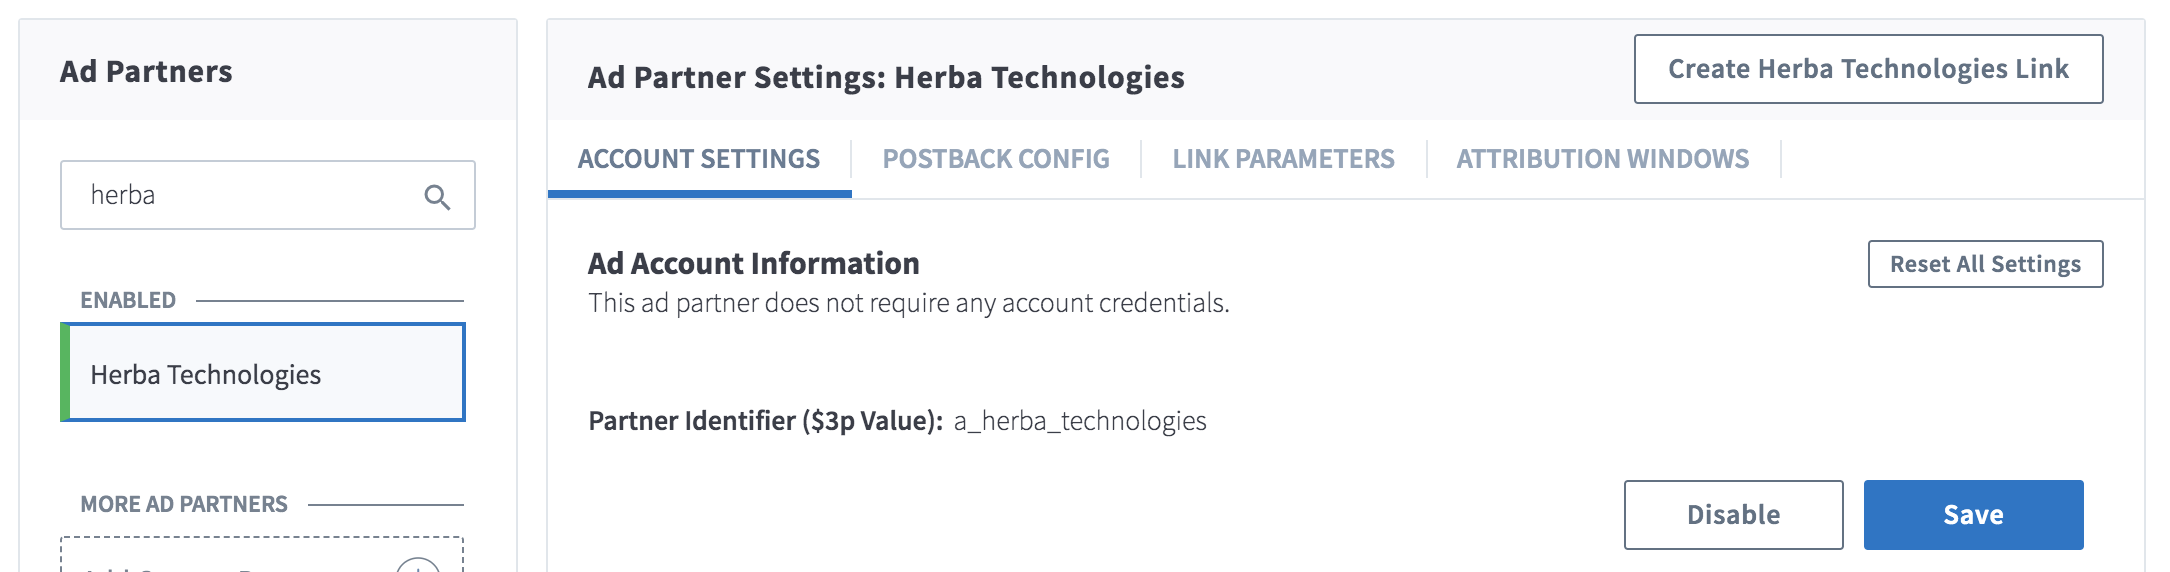 Ad Partners
herba
ENABLED
Herba Technologies
MORE AD PARTNERS
Ad Partner Settings: Herba Technologies
Create Herba Technologies Link
ACCOUNT SETTINGS
POSTBACK CONFIG
LINK PARAMETERS
ATTRIBUTION WINDOWS
Ad Account Information
Reset All Settings
This ad partner does not require any account credentials.
Partner Identifier ($3p Value): a_herba_technologies
Disable
Save